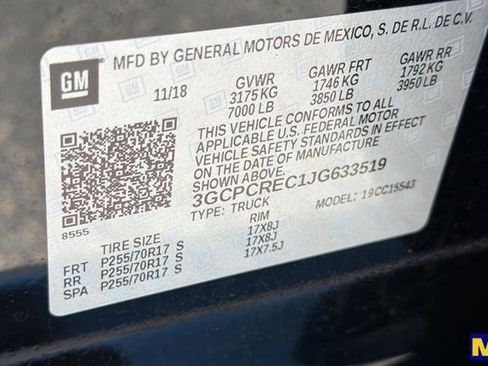 GM
MFD BY GENERAL MOTORS DE MEXICO, S. DE R.L. DE C.V.
11/18 GVWR GAWR FRT GAWR RR
3175 KG 1746 KG 1792 KG
7000 LB 3850 LB 3950 LB
THIS VEHICLE CONFORMS TO ALL
APPLICABLE U.S. FEDERAL MOTOR
VEHICLE SAFETY STANDARDS IN EFFECT
ON THE DATE OF MANUFACTURE
SHOWN ABOVE.
3GCPCREC1JG633519
TYPE: TRUCK MODEL: 19CC15543
8555
TIRE SIZE RIM
FRT P255/70R17 S 17X8J
RR P255/70R17 S 17X8J
SPA P255/70R17 S 17X7.5J
M